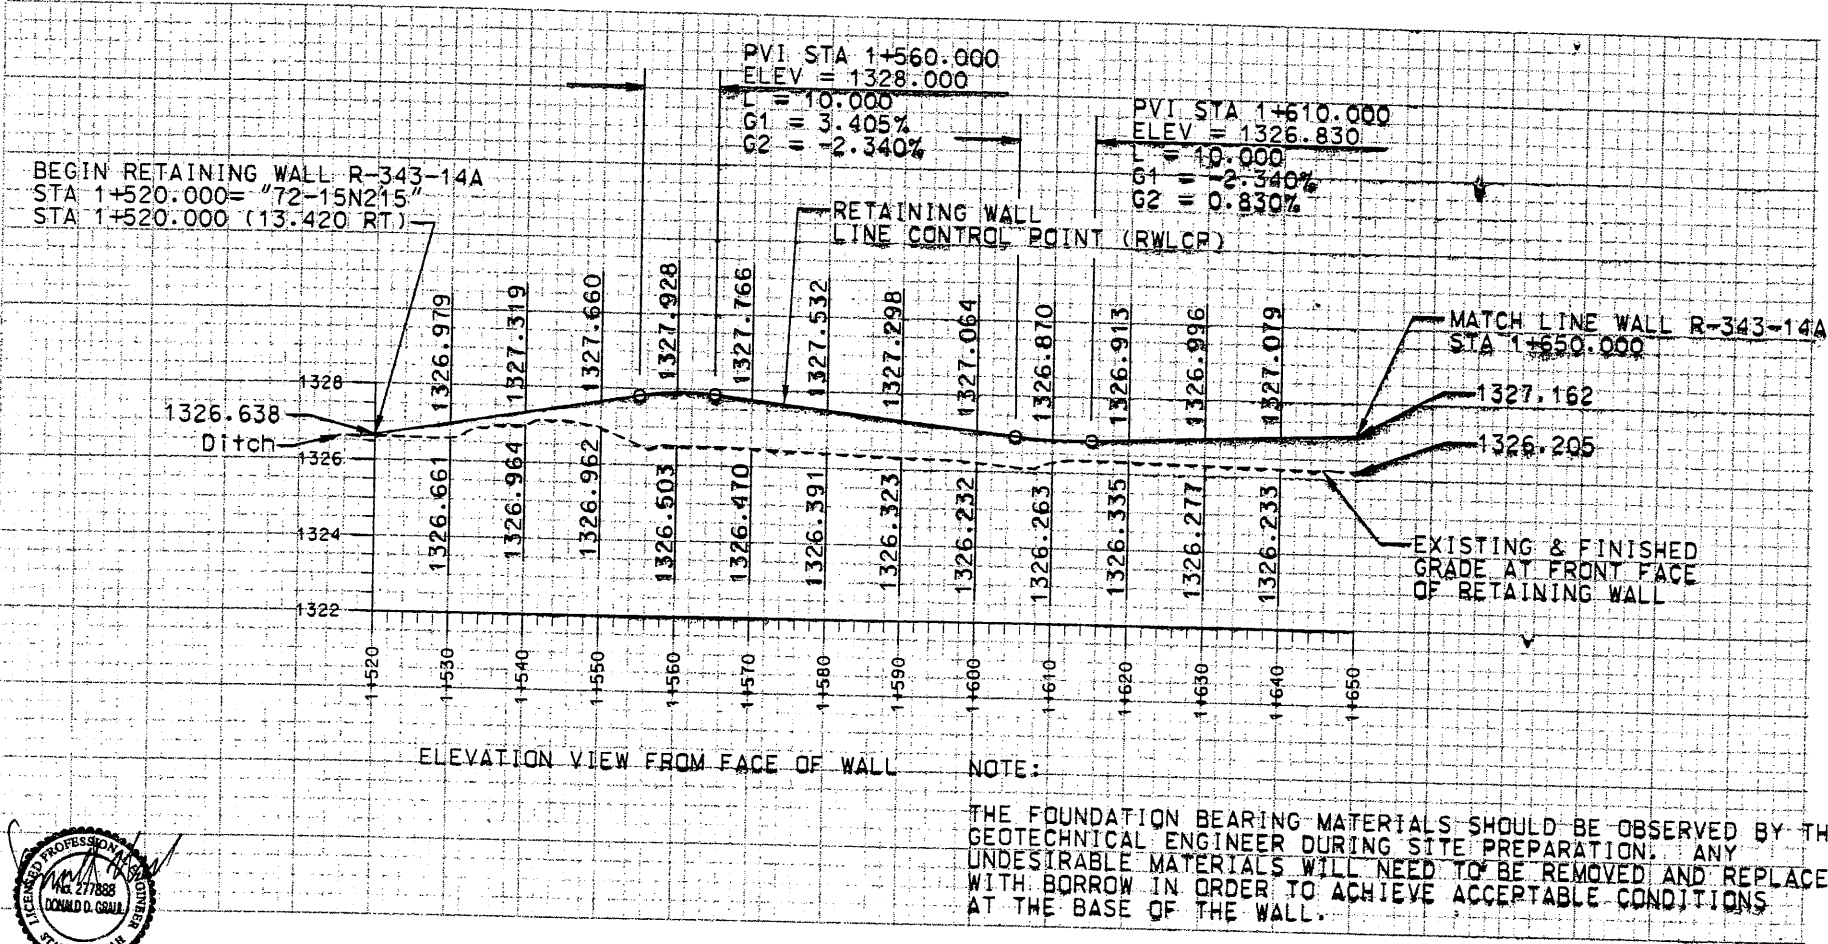 PVI STA 1+560.000
ELEV = 1328.000
L = 10.000
G1 = 3.405%
G2 = -2.340%
PVI STA 1+610.000
ELEV = 1326.830
L = 10.000
G1 = -2.340%
G2 = 0.830%
BEGIN RETAINING WALL R-343-14A
STA 1+520.000= "72-15N215"
STA 1+520.000 (13.420 RT)
RETAINING WALL
LINE CONTROL POINT (RWLCP)
1326.979
1327.319
1327.660
1327.928
1327.766
1327.532
1327.298
1327.064
1326.870
1326.913
1326.996
1327.079
MATCH LINE WALL R-343-14A
STA 1+650.000
1327.162
1326.205
1328
1326.638
Ditch
1326
1324
1322
1326.661
1326.964
1326.962
1326.503
1326.470
1326.391
1326.323
1326.232
1326.263
1326.335
1326.277
1326.233
EXISTING & FINISHED
GRADE AT FRONT FACE
OF RETAINING WALL
1+520
1+530
1+540
1+550
1+560
1+570
1+580
1+590
1+600
1+610
1+620
1+630
1+640
1+650
ELEVATION VIEW FROM FACE OF WALL
NOTE:
THE FOUNDATION BEARING MATERIALS SHOULD BE OBSERVED BY TH
GEOTECHNICAL ENGINEER DURING SITE PREPARATION. ANY
UNDESIRABLE MATERIALS WILL NEED TO BE REMOVED AND REPLACE
WITH BORROW IN ORDER TO ACHIEVE ACCEPTABLE CONDITIONS
AT THE BASE OF THE WALL.
LICENSED PROFESSIONAL ENGINEER
No. 277888
DONALD D.